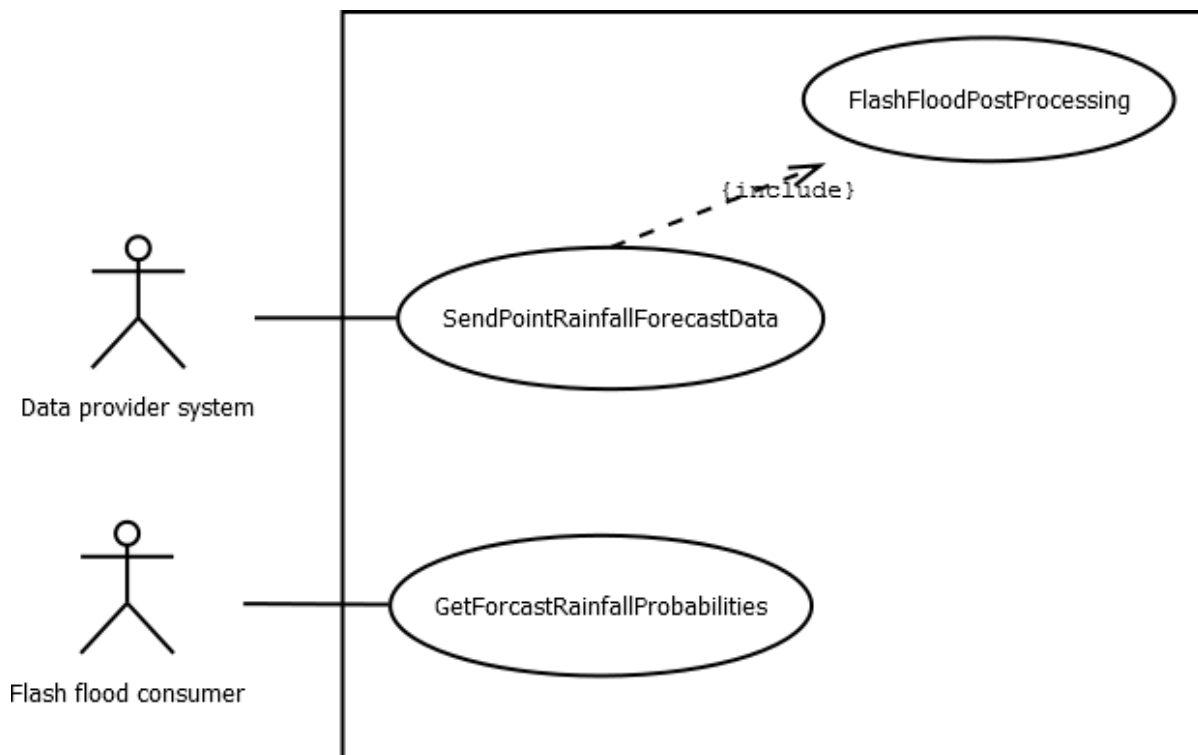 FlashFloodPostProcessing
{include}
SendPointRainfallForecastData
Data provider system
GetForcastRainfallProbabilities
Flash flood consumer